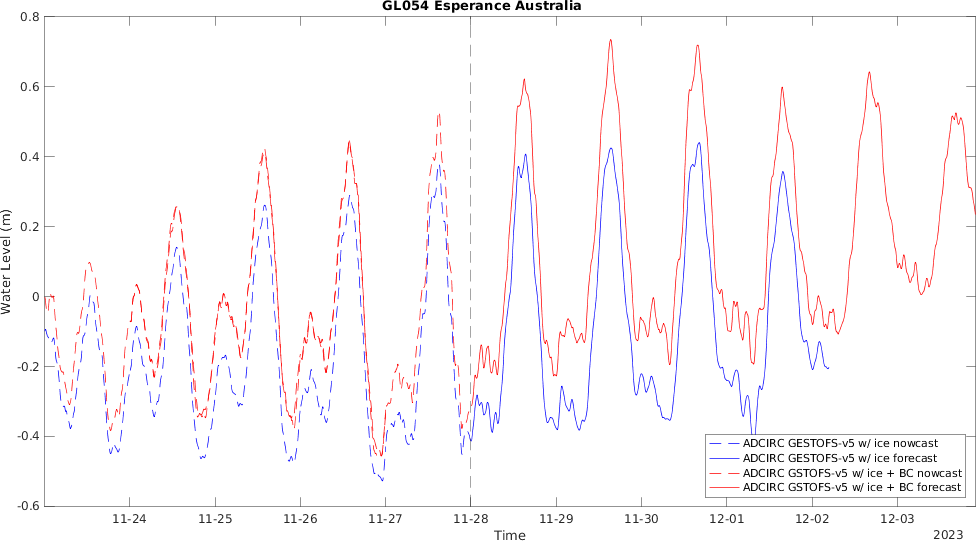 GL054 Esperance Australia
0.8
0.6
0.4
0.2
0
-0.2
-0.4
-0.6
Water Level (m)
11-24 11-25 11-26 11-27 11-28 11-29 11-30 12-01 12-02 12-03
Time
2023
ADCIRC GESTOFS-v5 w/ ice nowcast
ADCIRC GESTOFS-v5 w/ ice forecast
ADCIRC GSTOFS-v5 w/ ice + BC nowcast
ADCIRC GSTOFS-v5 w/ ice + BC forecast